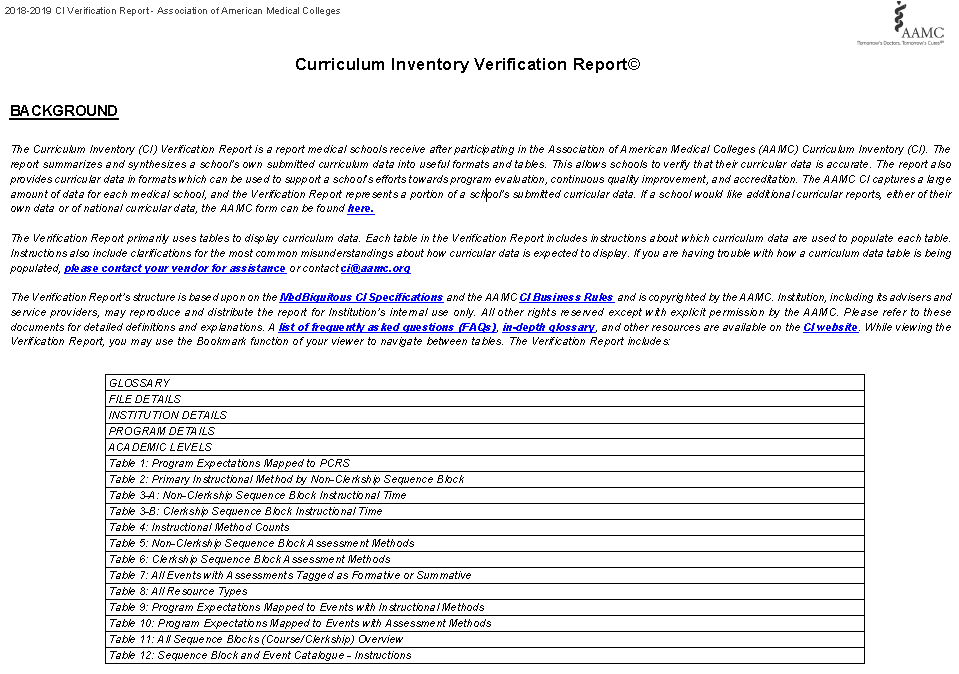 2018-2019 CI Verification Report - Association of American Medical Colleges
AAMC
Tomorrow's Doctors, Tomorrow's Cures®
Curriculum Inventory Verification Report©
BACKGROUND
The Curriculum Inventory (CI) Verification Report is a report medical schools receive after participating in the Association of American Medical Colleges (AAMC) Curriculum Inventory (CI). The
report summarizes and synthesizes a school's own submitted curriculum data into useful formats and tables. This allows schools to verify that their curricular data is accurate. The report also
provides curricular data in formats which can be used to support a school's efforts towards program evaluation, continuous quality improvement, and accreditation. The AAMC CI captures a large
amount of data for each medical school, and the Verification Report represents a portion of a school's submitted curricular data. If a school would like additional curricular reports, either of their
own data or of national curricular data, the AAMC form can be found here.
The Verification Report primarily uses tables to display curriculum data. Each table in the Verification Report includes instructions about which curriculum data are used to populate each table.
Instructions also include clarifications for the most common misunderstandings about how curricular data is expected to display. If you are having trouble with how a curriculum data table is being
populated, please contact your vendor for assistance or contact ci@aamc.org
The Verification Report's structure is based upon on the MedBiquitous CI Specifications and the AAMC CI Business Rules and is copyrighted by the AAMC. Institution, including its advisers and
service providers, may reproduce and distribute the report for Institution's internal use only. All other rights reserved except with explicit permission by the AAMC. Please refer to these
documents for detailed definitions and explanations. A list of frequently asked questions (FAQs), in-depth glossary, and other resources are available on the CI website. While viewing the
Verification Report, you may use the Bookmark function of your viewer to navigate between tables. The Verification Report includes:
GLOSSARY
FILE DETAILS
INSTITUTION DETAILS
PROGRAM DETAILS
ACADEMIC LEVELS
Table 1: Program Expectations Mapped to PCRS
Table 2: Primary Instructional Method by Non-Clerkship Sequence Block
Table 3-A: Non-Clerkship Sequence Block Instructional Time
Table 3-B: Clerkship Sequence Block Instructional Time
Table 4: Instructional Method Counts
Table 5: Non-Clerkship Sequence Block Assessment Methods
Table 6: Clerkship Sequence Block Assessment Methods
Table 7: All Events with Assessments Tagged as Formative or Summative
Table 8: All Resource Types
Table 9: Program Expectations Mapped to Events with Instructional Methods
Table 10: Program Expectations Mapped to Events with Assessment Methods
Table 11: All Sequence Blocks (Course/Clerkship) Overview
Table 12: Sequence Block and Event Catalogue - Instructions